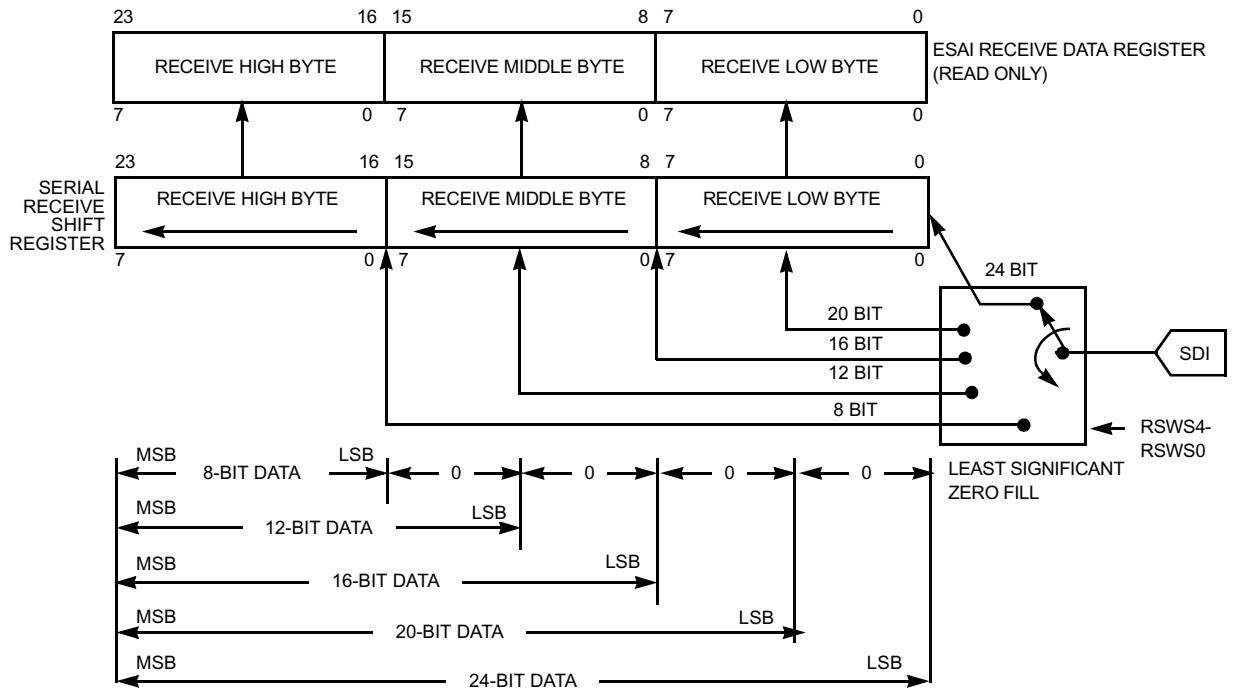 23 16 15 8 7 0
RECEIVE HIGH BYTE RECEIVE MIDDLE BYTE RECEIVE LOW BYTE
ESAI RECEIVE DATA REGISTER
(READ ONLY)
7 0 7 0 7 0
23 16 15 8 7 0
SERIAL
RECEIVE
SHIFT
REGISTER
RECEIVE HIGH BYTE RECEIVE MIDDLE BYTE RECEIVE LOW BYTE
7 0 7 0 7 0
24 BIT
20 BIT
16 BIT
12 BIT
8 BIT
SDI
RSWS4-
RSWS0
MSB 8-BIT DATA LSB 0 0 0 0
LEAST SIGNIFICANT
ZERO FILL
MSB 12-BIT DATA LSB
MSB 16-BIT DATA LSB
MSB 20-BIT DATA LSB
MSB 24-BIT DATA LSB